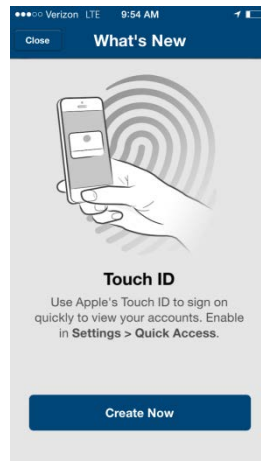 Verizon LTE 9:54 AM
Close What's New
Touch ID
Use Apple's Touch ID to sign on
quickly to view your accounts. Enable
in Settings > Quick Access.
Create Now